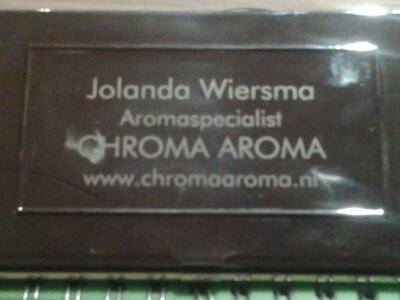 Jolanda Wiersma
Aromaspecialist
CHROMA AROMA
www.chromaaroma.nl